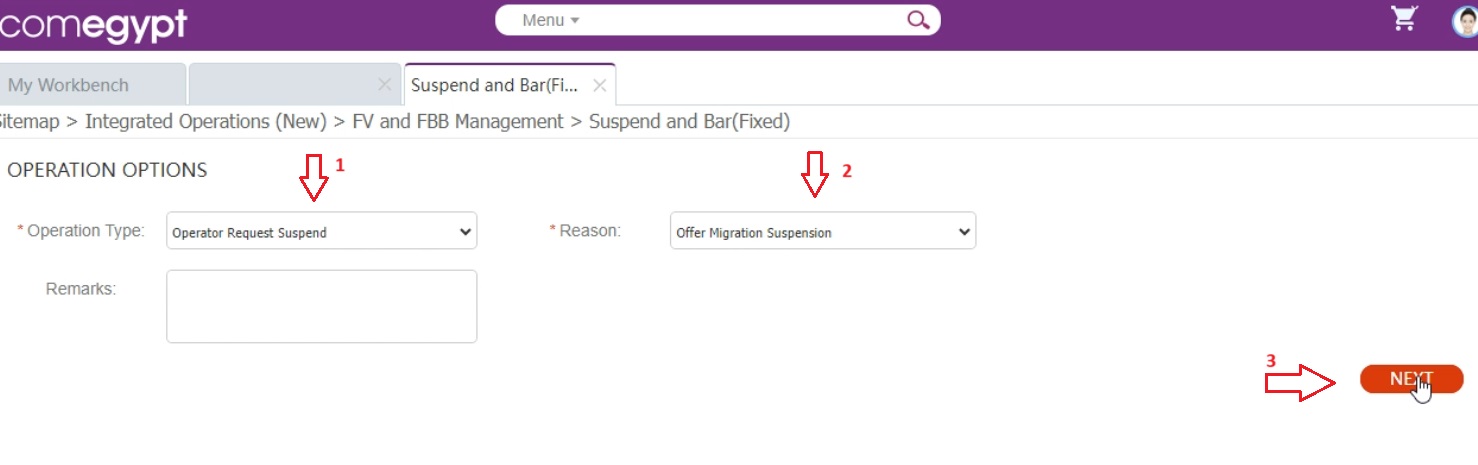 comegypt
Menu
My Workbench
Suspend and Bar(Fi...
Sitemap > Integrated Operations (New) > FV and FBB Management > Suspend and Bar(Fixed)
OPERATION OPTIONS
1
2
* Operation Type: Operator Request Suspend * Reason: Offer Migration Suspension
Remarks:
3
NEXT